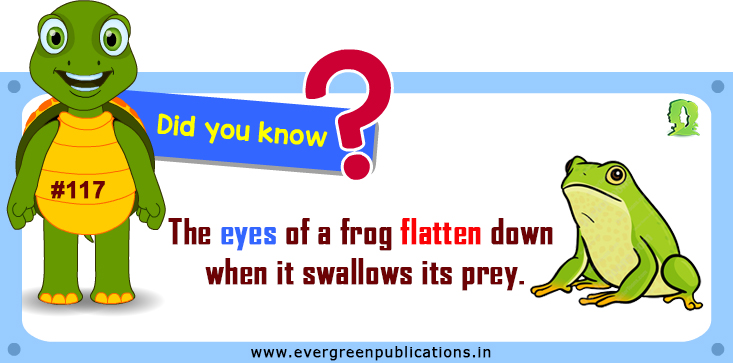 Did you know ?
#117
The eyes of a frog flatten down
when it swallows its prey.
www.evergreenpublications.in